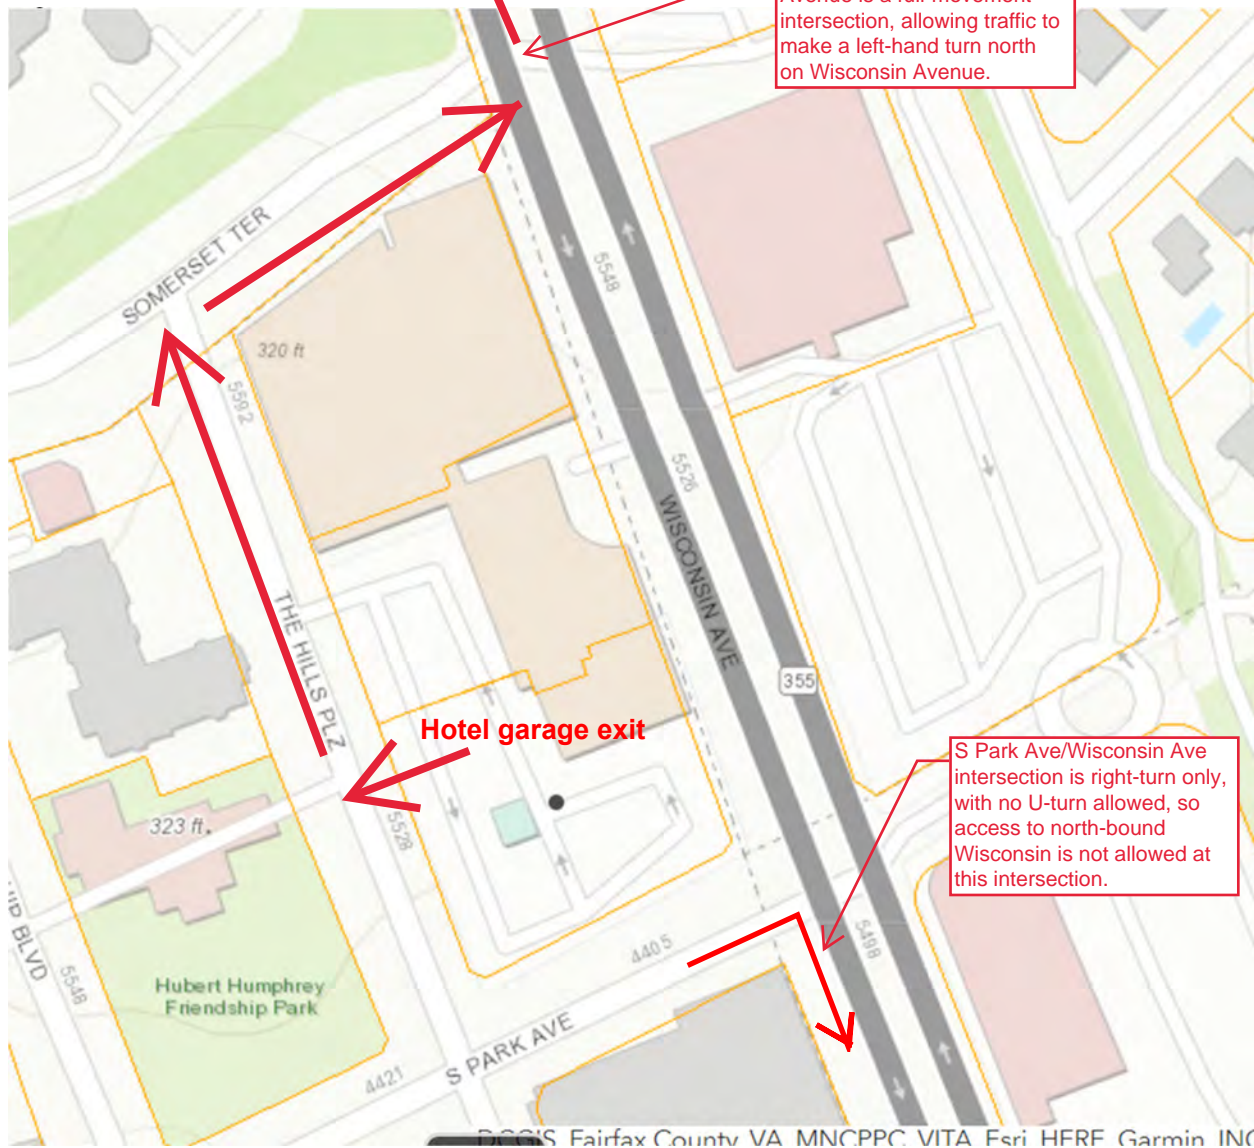 intersection, allowing traffic to
make a left-hand turn north
on Wisconsin Avenue.
SOMERSET TER
5548
320 ft
5592
5526
WISCONSIN AVE
THE HILLS PLZ
355
Hotel garage exit
S Park Ave/Wisconsin Ave
intersection is right-turn only,
with no U-turn allowed, so
access to north-bound
Wisconsin is not allowed at
this intersection.
323 ft.
5528
HIP BLVD
5548
Hubert Humphrey
Friendship Park
4405
5498
S PARK AVE
4421
DCGIS, Fairfax County, VA, MNCPPC, VITA, Esri, HERE, Garmin, INC